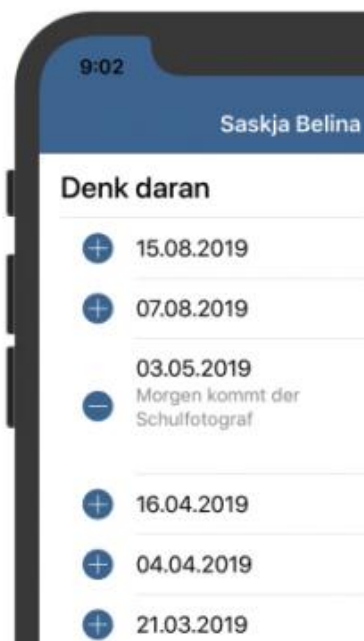 9:02
Saskja Belina
Denk daran
15.08.2019
07.08.2019
03.05.2019
Morgen kommt der
Schulfotograf
16.04.2019
04.04.2019
21.03.2019